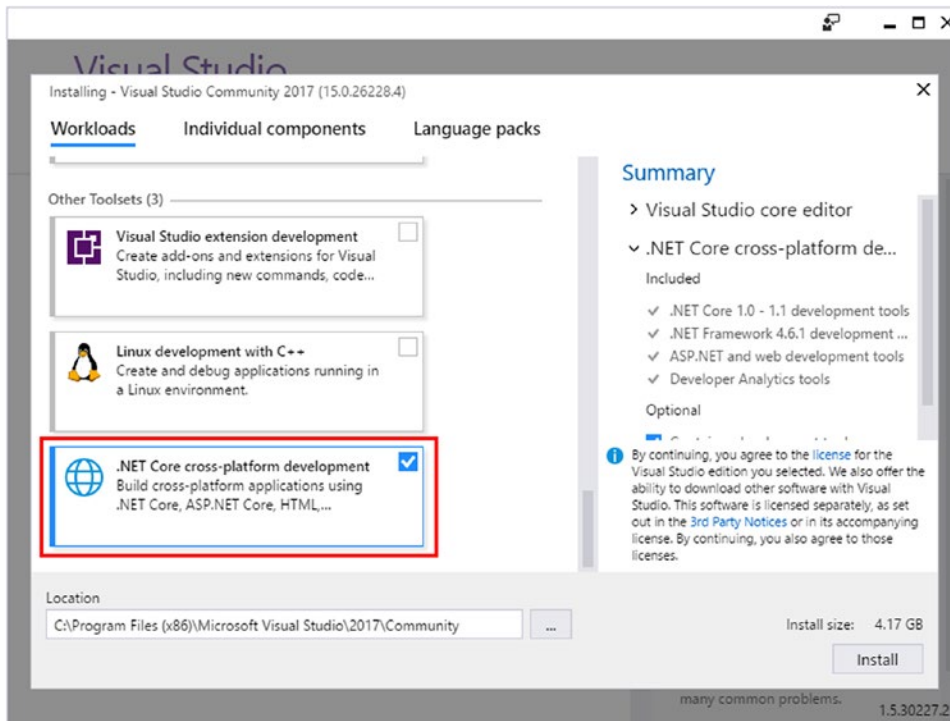 Visual Studio
Installing - Visual Studio Community 2017 (15.0.26228.4)
Workloads
Individual components
Language packs
Other Toolsets (3)
Visual Studio extension development
Create add-ons and extensions for Visual
Studio, including new commands, code...
Linux development with C++
Create and debug applications running in
a Linux environment.
.NET Core cross-platform development
Build cross-platform applications using
.NET Core, ASP.NET Core, HTML,...
Summary
Visual Studio core editor
.NET Core cross-platform de...
Included
.NET Core 1.0 - 1.1 development tools
.NET Framework 4.6.1 development ...
ASP.NET and web development tools
Developer Analytics tools
Optional
By continuing, you agree to the license for the
Visual Studio edition you selected. We also offer the
ability to download other software with Visual
Studio. This software is licensed separately, as set
out in the 3rd Party Notices or in its accompanying
license. By continuing, you also agree to those
licenses.
Location
C:\Program Files (x86)\Microsoft Visual Studio\2017\Community
...
Install size: 4.17 GB
Install
many common problems.
1.5.30227.2